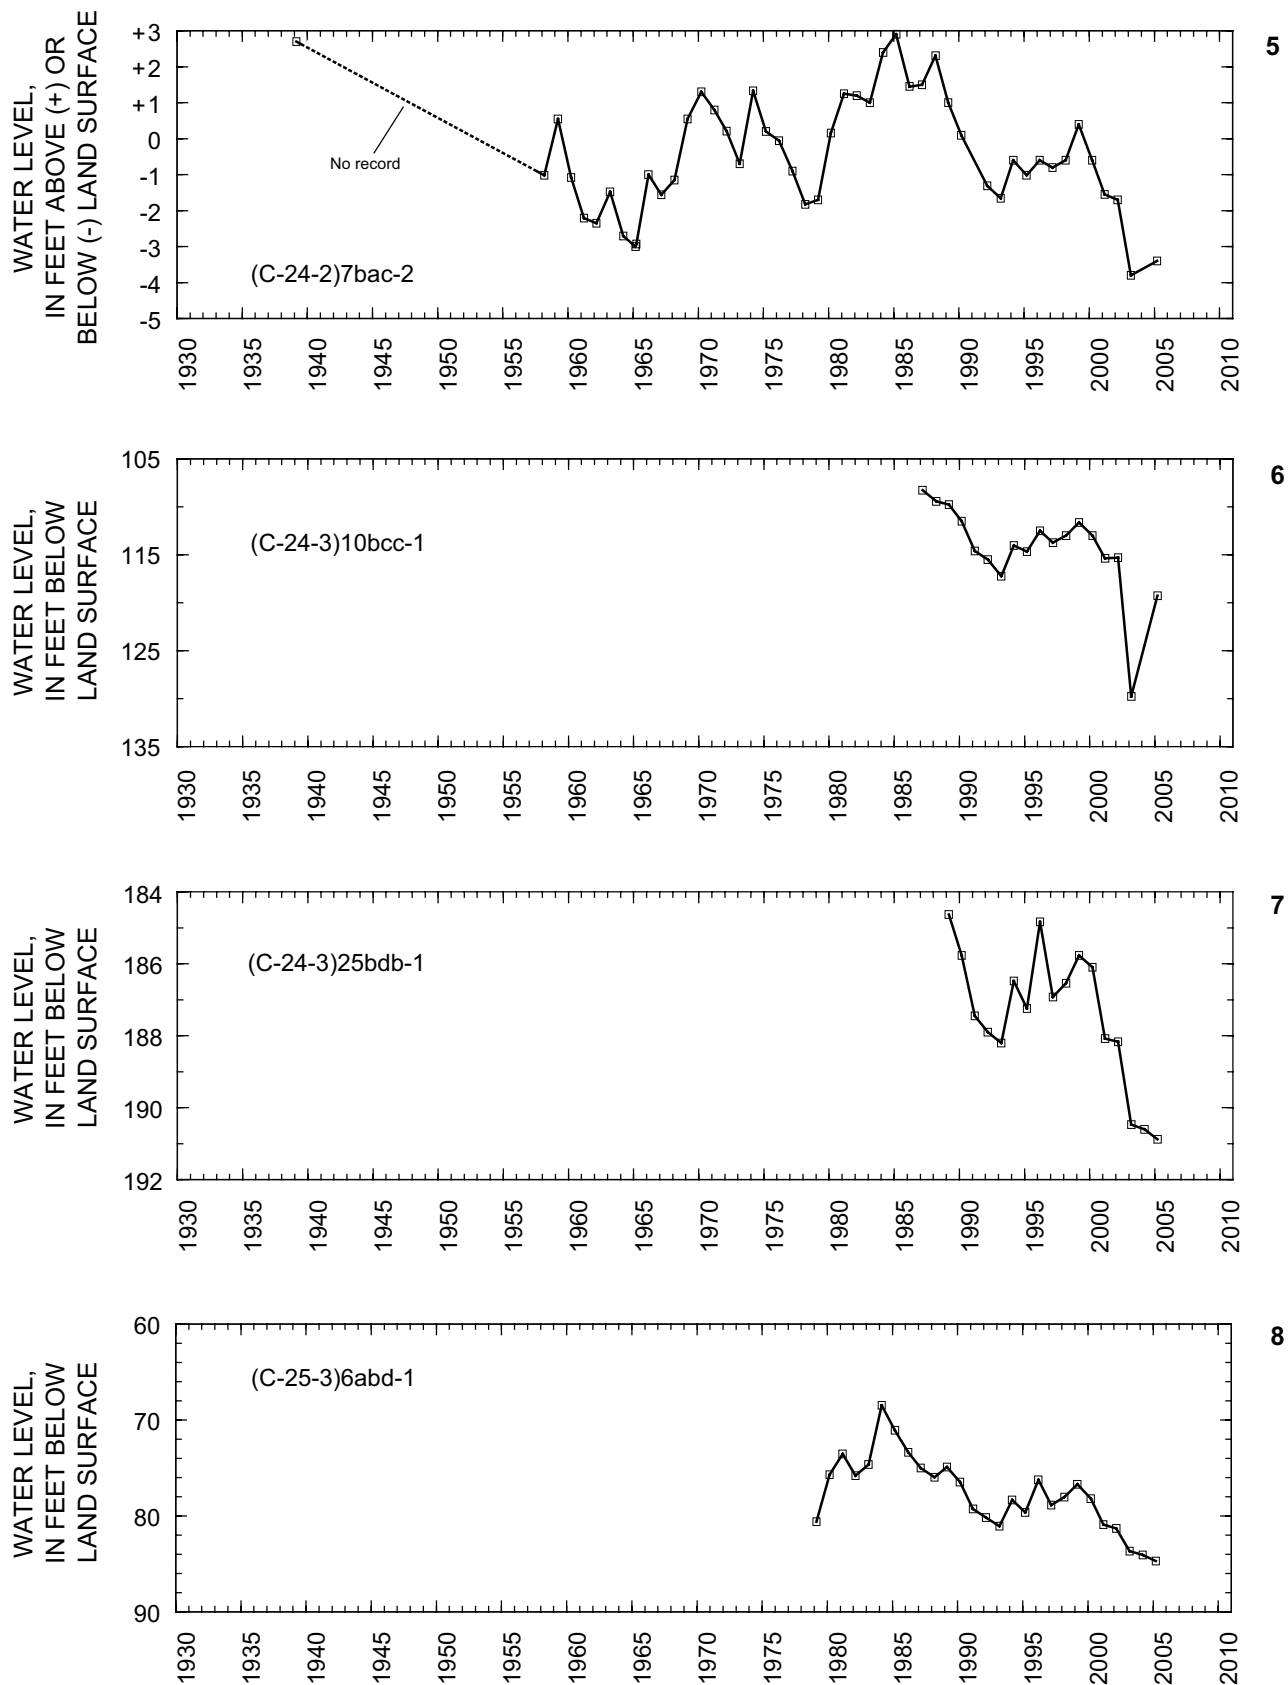 5
WATER LEVEL,
IN FEET ABOVE (+) OR
BELOW (-) LAND SURFACE
+3
+2
+1
0
-1
-2
-3
-4
-5
No record
(C-24-2)7bac-2
1930 1935 1940 1945 1950 1955 1960 1965 1970 1975 1980 1985 1990 1995 2000 2005 2010
6
WATER LEVEL,
IN FEET BELOW
LAND SURFACE
105
115
125
135
(C-24-3)10bcc-1
1930 1935 1940 1945 1950 1955 1960 1965 1970 1975 1980 1985 1990 1995 2000 2005 2010
7
WATER LEVEL,
IN FEET BELOW
LAND SURFACE
184
186
188
190
192
(C-24-3)25bdb-1
1930 1935 1940 1945 1950 1955 1960 1965 1970 1975 1980 1985 1990 1995 2000 2005 2010
8
WATER LEVEL,
IN FEET BELOW
LAND SURFACE
60
70
80
90
(C-25-3)6abd-1
1930 1935 1940 1945 1950 1955 1960 1965 1970 1975 1980 1985 1990 1995 2000 2005 2010